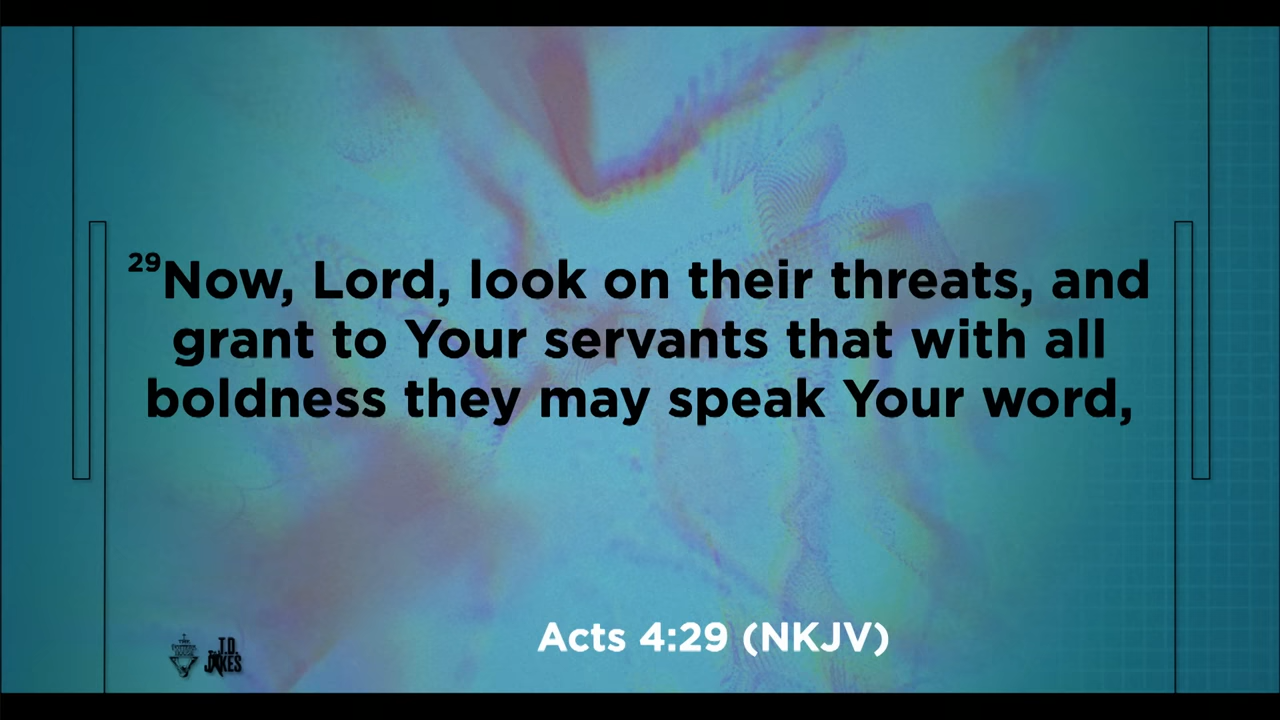 29Now, Lord, look on their threats, and
grant to Your servants that with all
boldness they may speak Your word,
Acts 4:29 (NKJV)
T.D.
JAKES